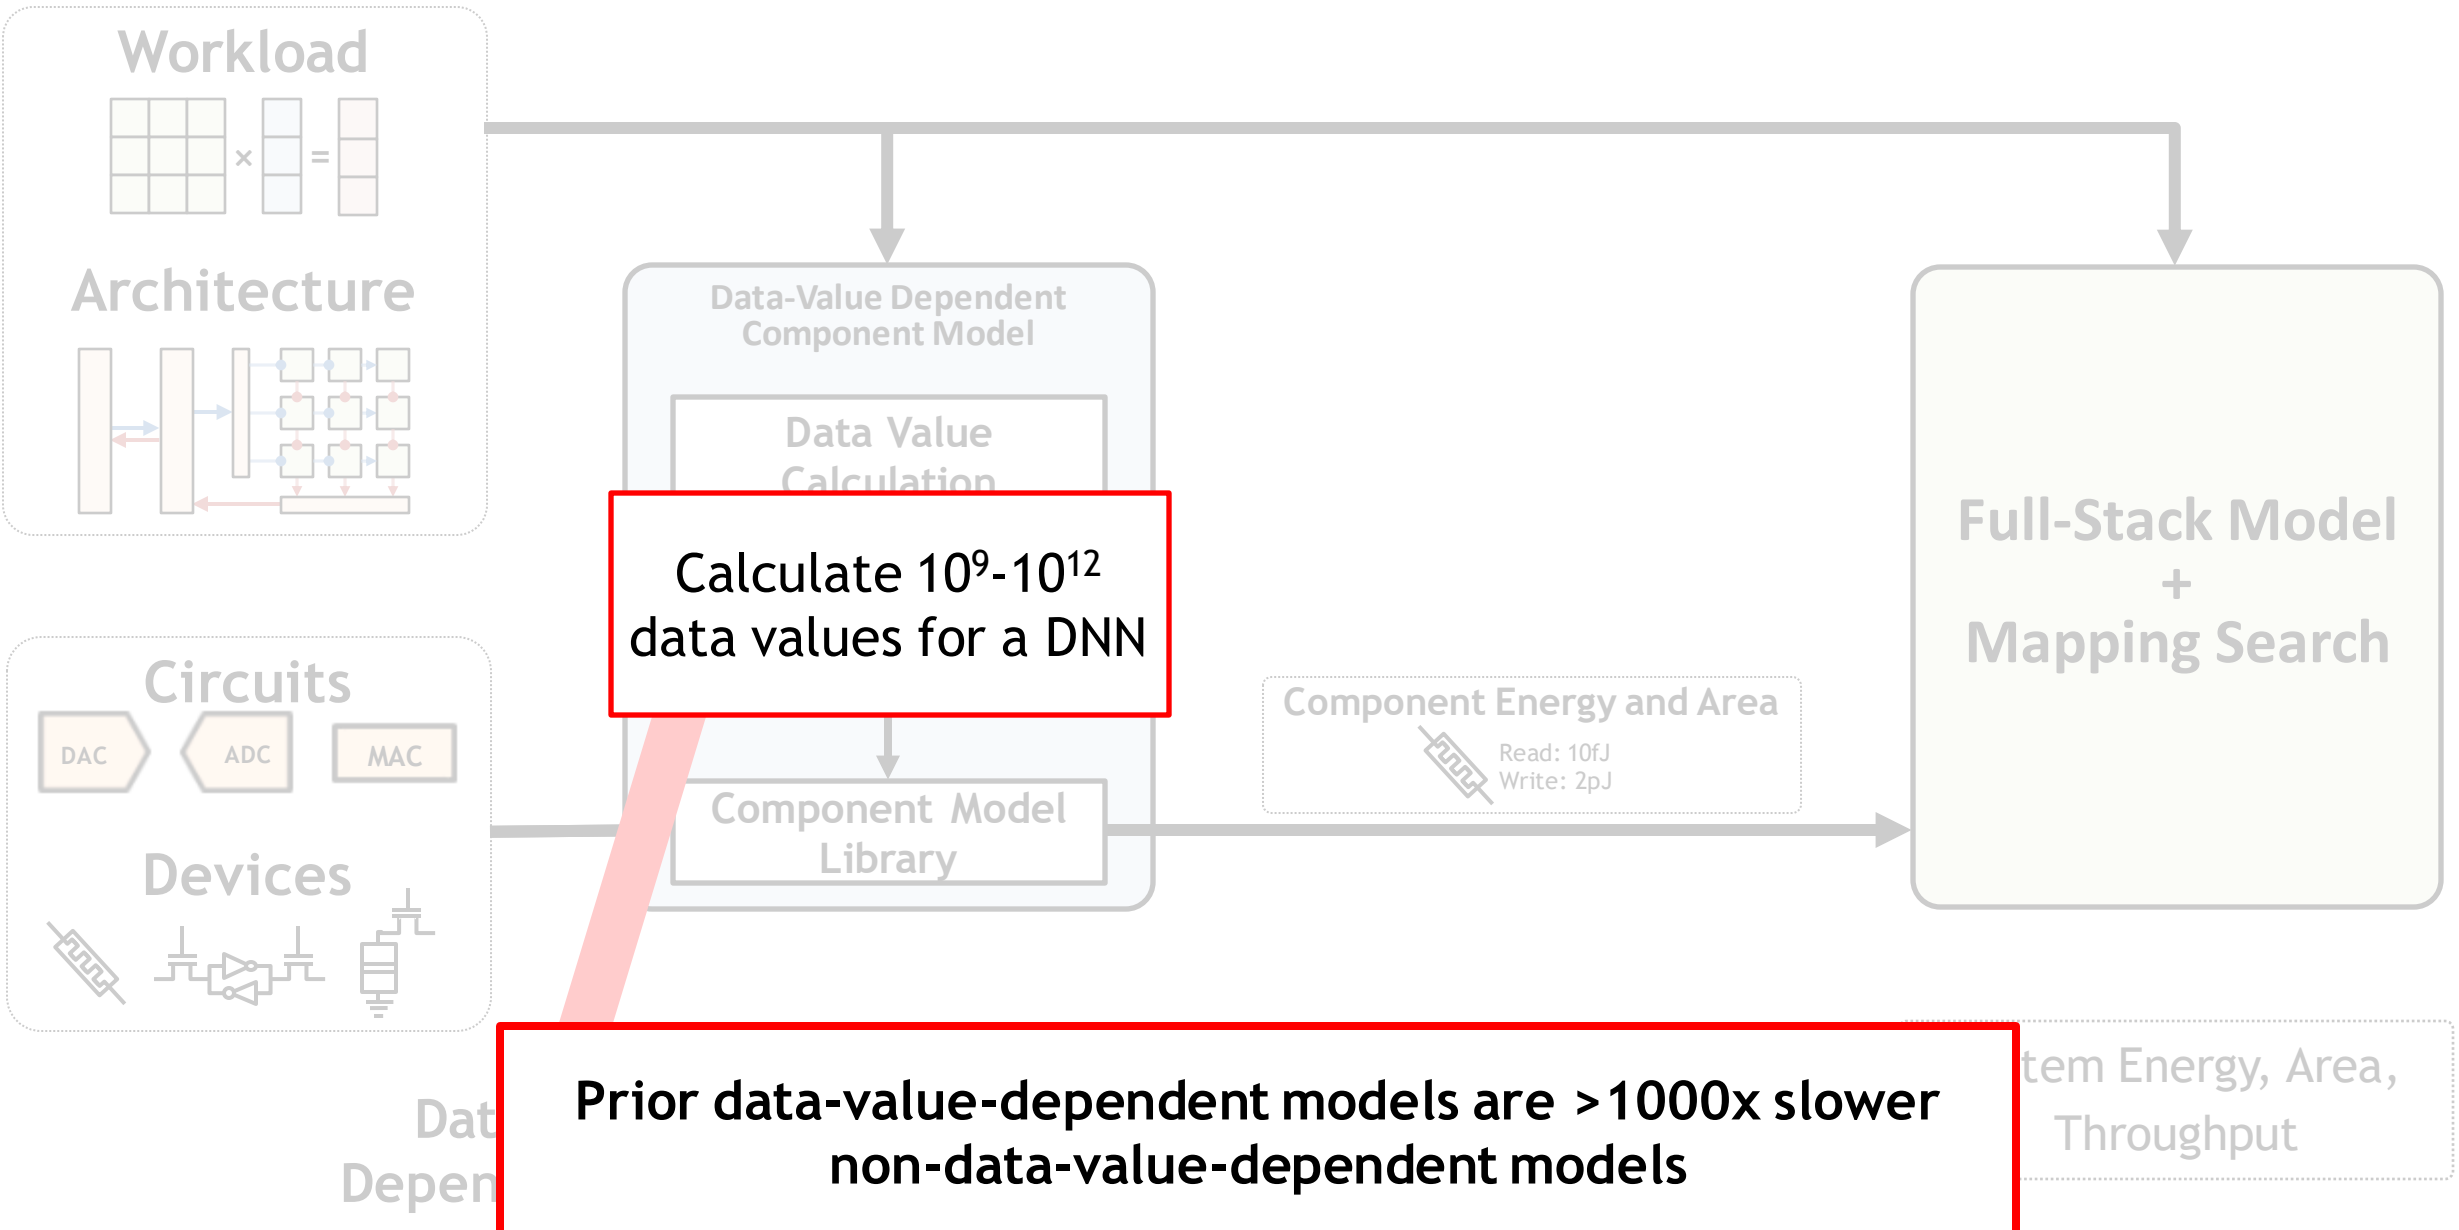 Workload
×
=
Architecture
Data-Value Dependent
Component Model
Data Value
Calculation
Calculate 10⁹-10¹²
data values for a DNN
Full-Stack Model
+
Mapping Search
Circuits
DAC
ADC
MAC
Devices
Component Energy and Area
Read: 10fJ
Write: 2pJ
Component Model
Library
Prior data-value-dependent models are >1000x slower
non-data-value-dependent models
Dat
Depen
tem Energy, Area,
Throughput